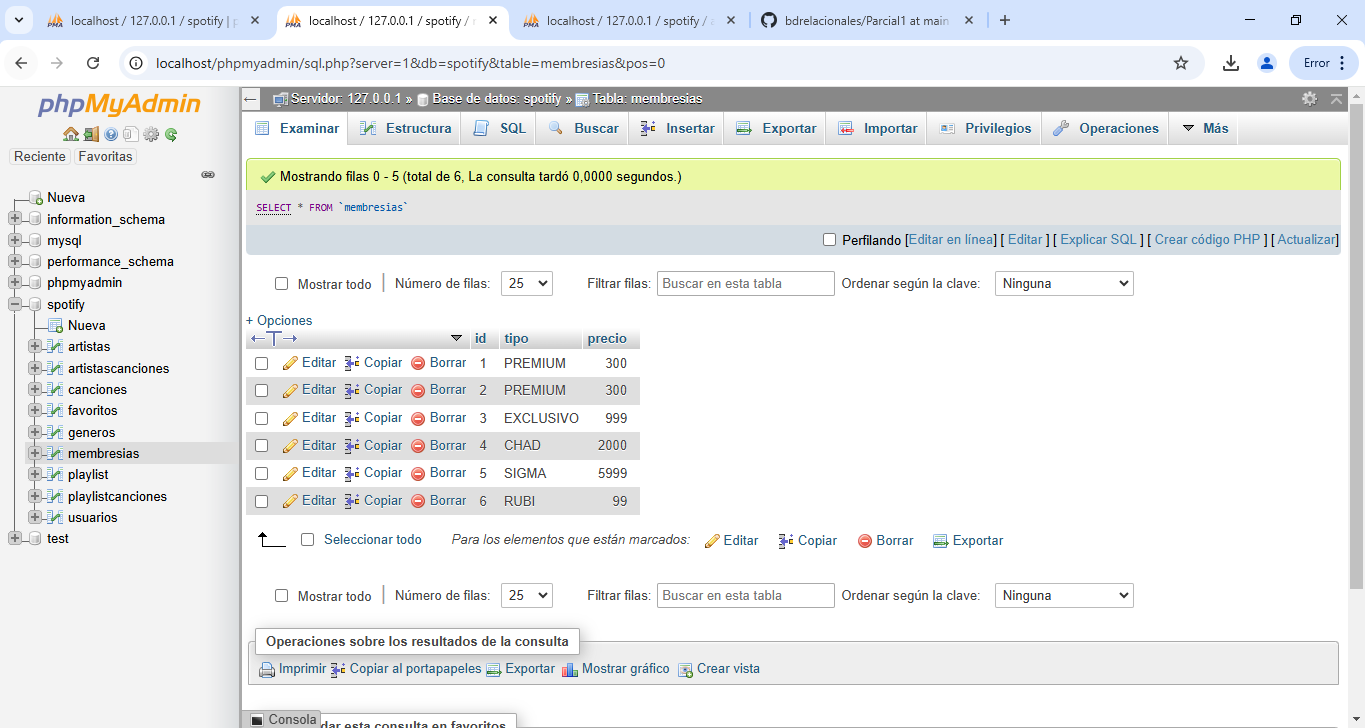 localhost / 127.0.0.1 / spotify | p
localhost / 127.0.0.1 / spotify /
localhost / 127.0.0.1 / spotify /
bdrelacionales/Parcial1 at main
localhost/phpmyadmin/sql.php?server=1&db=spotify&table=membresias&pos=0
Error
phpMyAdmin
Reciente Favoritas
Nueva
information_schema
mysql
performance_schema
phpmyadmin
spotify
Nueva
artistas
artistascanciones
canciones
favoritos
generos
membresias
playlist
playlistcanciones
usuarios
test
Servidor: 127.0.0.1 » Base de datos: spotify » Tabla: membresias
Examinar Estructura SQL Buscar Insertar Exportar Importar Privilegios Operaciones Más
Mostrando filas 0 - 5 (total de 6, La consulta tardó 0,0000 segundos.)
SELECT * FROM `membresias`
Perfilando [Editar en línea] [ Editar ] [ Explicar SQL ] [ Crear código PHP ] [ Actualizar]
Mostrar todo Número de filas: 25 Filtrar filas: Buscar en esta tabla Ordenar según la clave: Ninguna
+ Opciones
←T→ id tipo precio
Editar Copiar Borrar 1 PREMIUM 300
Editar Copiar Borrar 2 PREMIUM 300
Editar Copiar Borrar 3 EXCLUSIVO 999
Editar Copiar Borrar 4 CHAD 2000
Editar Copiar Borrar 5 SIGMA 5999
Editar Copiar Borrar 6 RUBI 99
Seleccionar todo Para los elementos que están marcados: Editar Copiar Borrar Exportar
Mostrar todo Número de filas: 25 Filtrar filas: Buscar en esta tabla Ordenar según la clave: Ninguna
Operaciones sobre los resultados de la consulta
Imprimir Copiar al portapapeles Exportar Mostrar gráfico Crear vista
Consola
dar esta consulta en favoritos